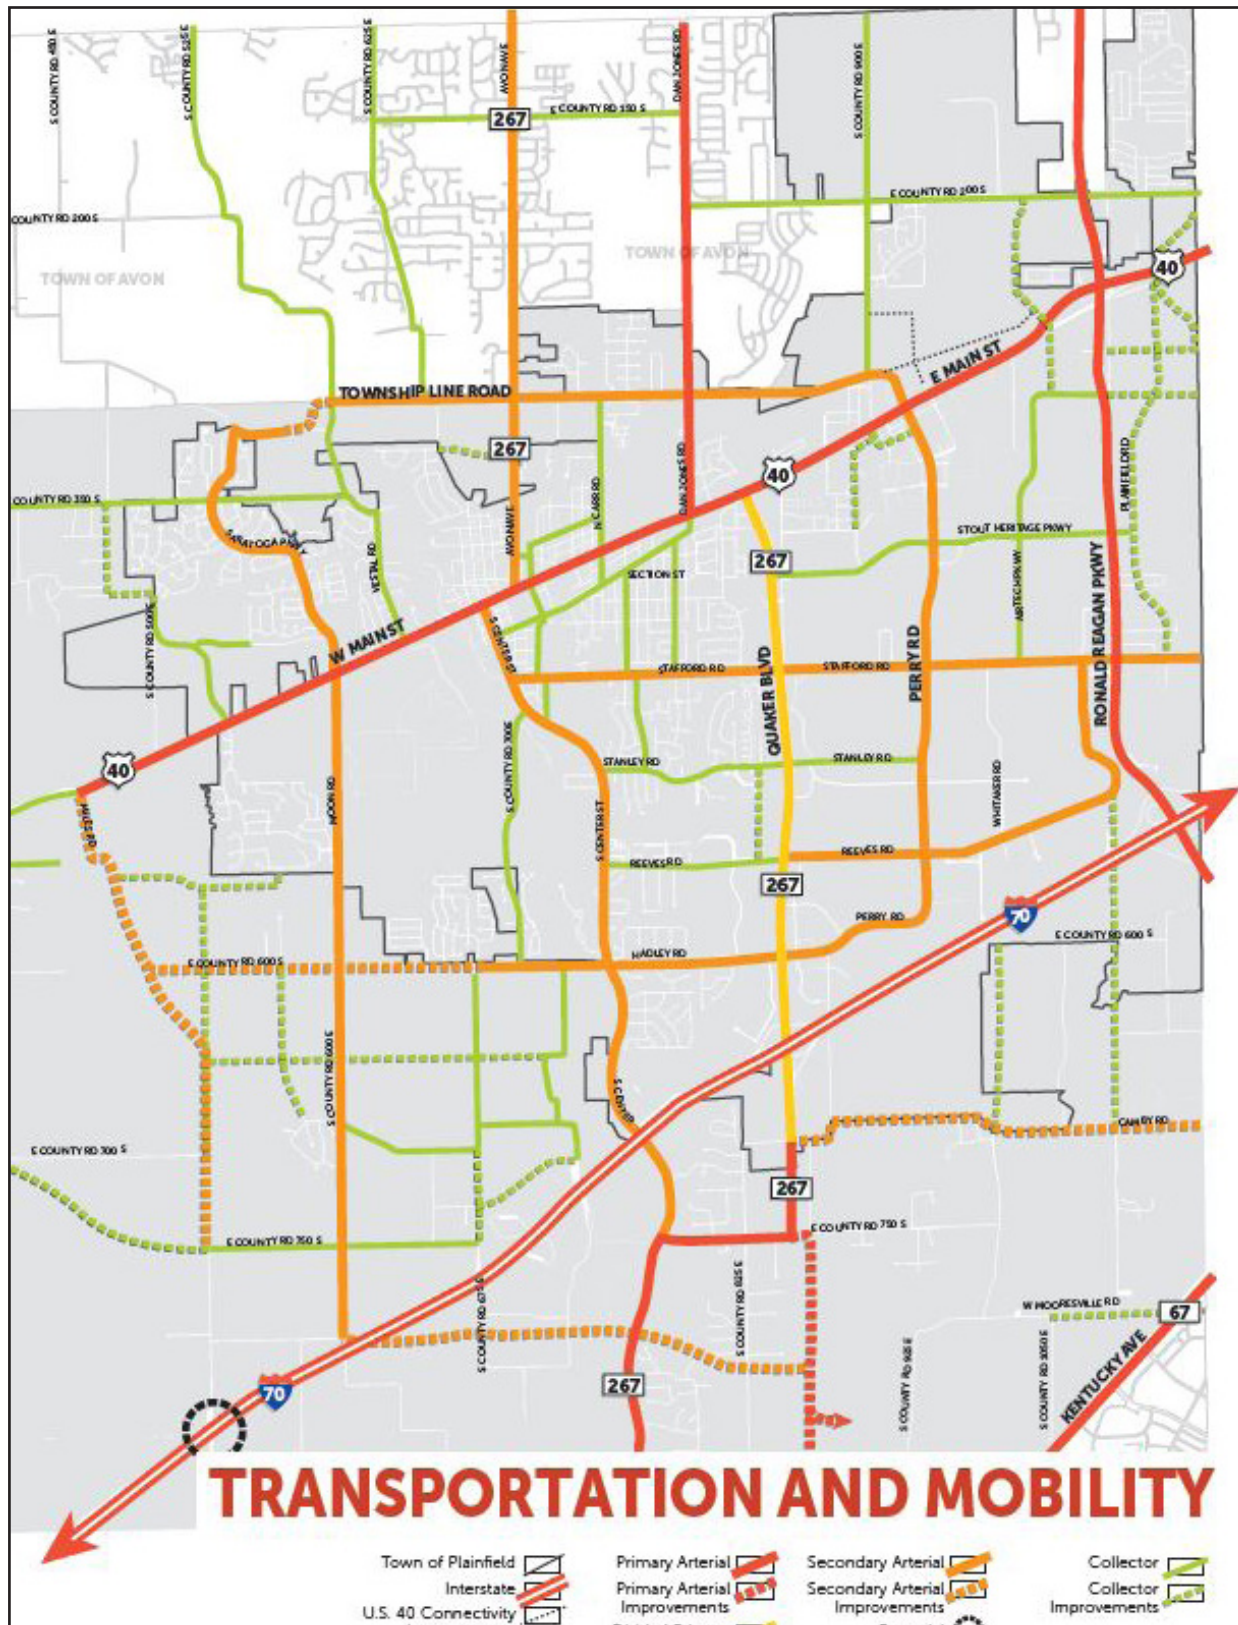 S COUNTY RD 525 E
S COUNTY RD 625 E
AVON AVE
DAN JONES RD
S COUNTY RD 900 E
267
E COUNTY RD 150 S
COUNTY RD 200 S
E COUNTY RD 200 S
TOWN OF AVON
TOWN OF AVON
40
E MAIN ST
TOWNSHIP LINE ROAD
267
40
COUNTY RD 350 S
N CARR RD
DAN JONES RD
PLAINFIELD RD
SARATOGA PKWY
AVON AVE
STOUT HERITAGE PKWY
VESTAL RD
SECTION ST
267
AIRTECH PKWY
RONALD REAGAN PKWY
S COUNTY RD 500 E
W MAIN ST
S CENTER ST
STAFFORD RD
STAFFORD RD
PERRY RD
QUAKER BLVD
40
MOON RD
STANLEY RD
STANLEY RD
WHITAKER RD
MILES RD
S CENTER ST
REEVES RD
REEVES RD
267
PERRY RD
70
E COUNTY RD 600 S
E COUNTY RD 600 S
HADLEY RD
S COUNTY RD 600 E
S CENTER
CAMBY RD
E COUNTY RD 700 S
267
E COUNTY RD 750 S
E COUNTY RD 750 S
S COUNTY RD 675 E
S COUNTY RD 825 E
W MOORESVILLE RD
67
KENTUCKY AVE
S COUNTY RD 925 E
S COUNTY RD 1050 E
70
267
TRANSPORTATION AND MOBILITY
Town of Plainfield
Primary Arterial
Secondary Arterial
Collector
Interstate
Primary Arterial
Improvements
Secondary Arterial
Improvements
Collector
Improvements
U.S. 40 Connectivity